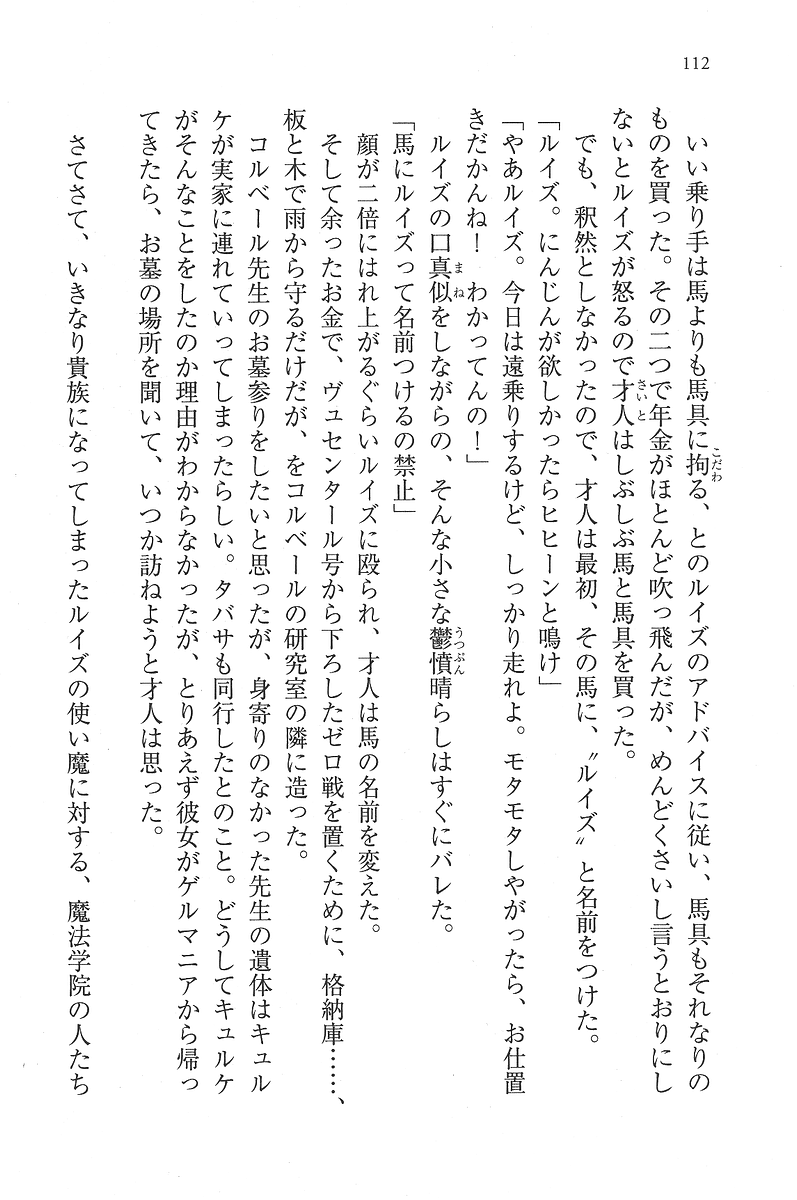 112
いい乗り手は馬よりも馬具に拘る、とのルイズのアドバイスに従い、馬具もそれなりの
ものを買った。その二つで年金がほとんど吹っ飛んだが、めんどくさいし言うとおりにし
ないとルイズが怒るので才人はしぶしぶ馬と馬具を買った。
でも、釈然としなかったので、才人は最初、その馬に、〝ルイズ〟と名前をつけた。
「ルイズ。にんじんが欲しかったらヒヒーンと鳴け」
「やあルイズ。今日は遠乗りするけど、しっかり走れよ。モタモタしやがったら、お仕置
きだかんね！　わかってんの！」
ルイズの口真似をしながらの、そんな小さな鬱憤晴らしはすぐにバレた。
「馬にルイズって名前つけるの禁止」
顔が二倍にはれ上がるぐらいルイズに殴られ、才人は馬の名前を変えた。
そして余ったお金で、ヴュセンタール号から下ろしたゼロ戦を置くために、格納庫……、
板と木で雨から守るだけだが、をコルベールの研究室の隣に造った。
コルベール先生のお墓参りをしたいと思ったが、身寄りのなかった先生の遺体はキュル
ケが実家に連れていってしまったらしい。タバサも同行したとのこと。どうしてキュルケ
がそんなことをしたのか理由がわからなかったが、とりあえず彼女がゲルマニアから帰っ
てきたら、お墓の場所を聞いて、いつか訪ねようと才人は思った。
さてさて、いきなり貴族になってしまったルイズの使い魔に対する、魔法学院の人たち